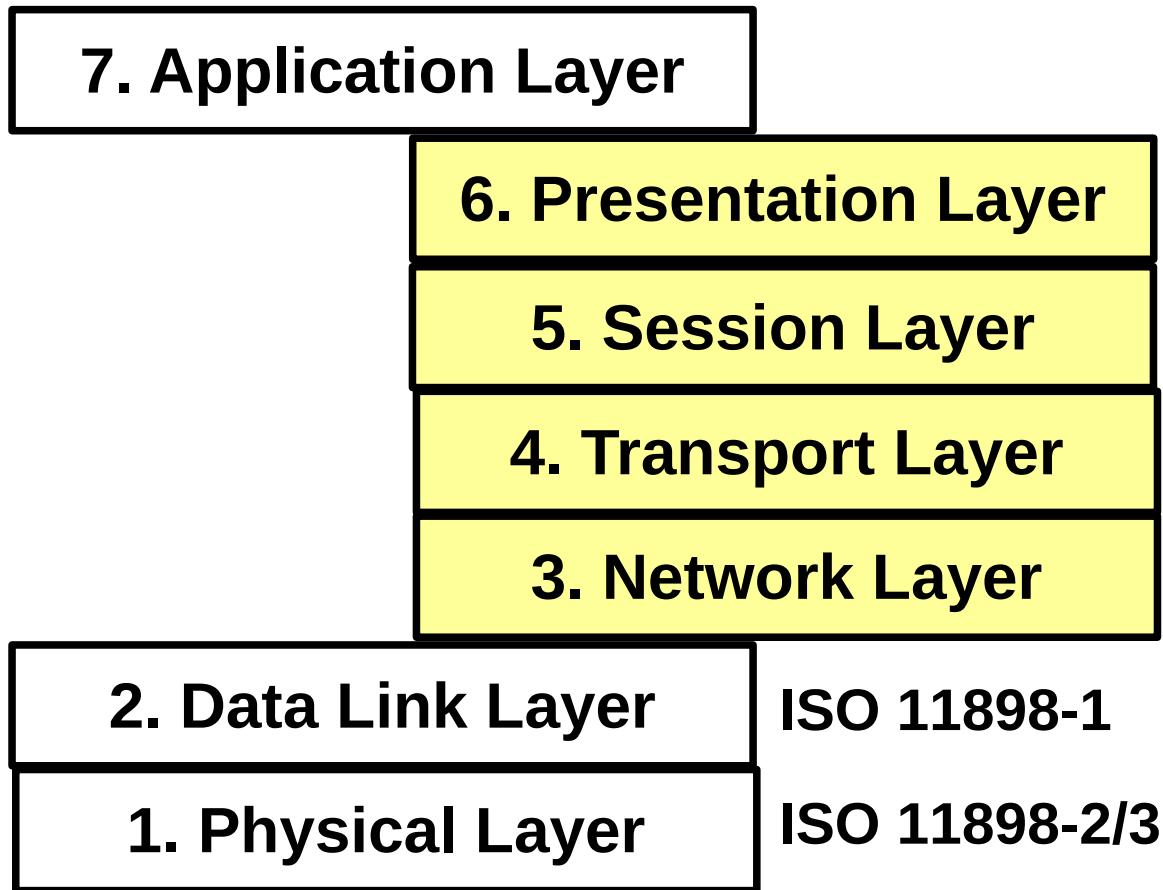 7. Application Layer
6. Presentation Layer
5. Session Layer
4. Transport Layer
3. Network Layer
2. Data Link Layer
ISO 11898-1
1. Physical Layer
ISO 11898-2/3